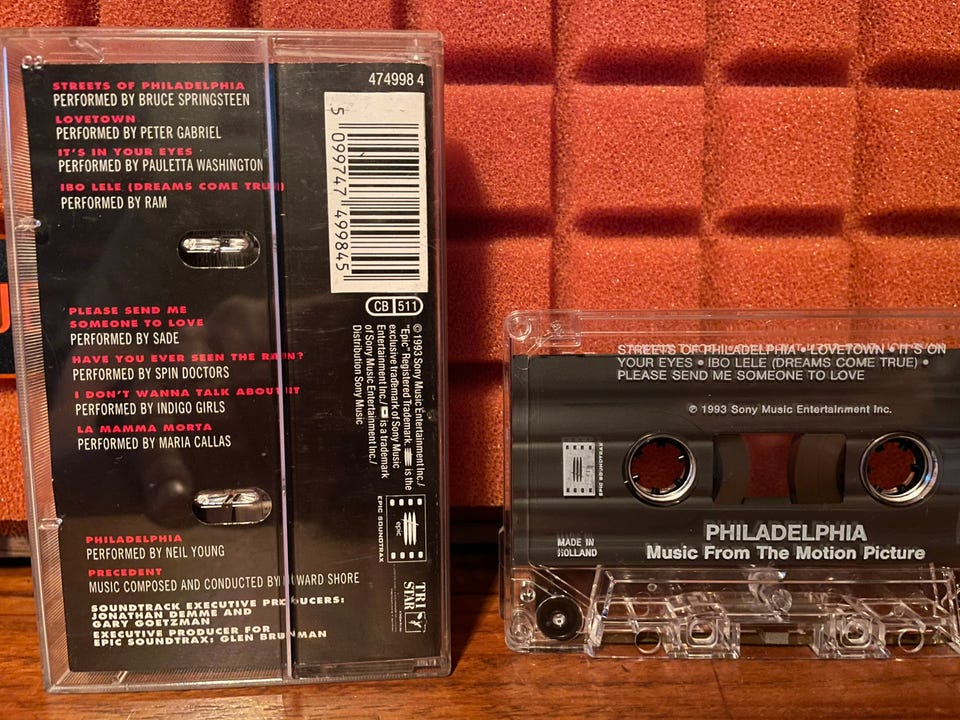 STREETS OF PHILADELPHIA
PERFORMED BY BRUCE SPRINGSTEEN
LOVETOWN
PERFORMED BY PETER GABRIEL
IT'S IN YOUR EYES
PERFORMED BY PAULETTA WASHINGTON
IBO LELE (DREAMS COME TRUE)
PERFORMED BY RAM
PLEASE SEND ME
SOMEONE TO LOVE
PERFORMED BY SADE
HAVE YOU EVER SEEN THE RAIN?
PERFORMED BY SPIN DOCTORS
I DON'T WANNA TALK ABOUT IT
PERFORMED BY INDIGO GIRLS
LA MAMMA MORTA
PERFORMED BY MARIA CALLAS
PHILADELPHIA
PERFORMED BY NEIL YOUNG
PRECEDENT
MUSIC COMPOSED AND CONDUCTED BY HOWARD SHORE
SOUNDTRACK EXECUTIVE PRODUCERS:
JONATHAN DEMME AND
GARY GOETZMAN
EXECUTIVE PRODUCER FOR
EPIC SOUNDTRAX: GLEN BRUNMAN
474998 4
5 099747 499845
CB 511
© 1993 Sony Music Entertainment Inc./
"Epic" Registered Trademark. is the
exclusive trademark of Sony Music
Entertainment Inc./ is a trademark
of Sony Music Entertainment Inc./
Distribution Sony Music
epic
EPIC SOUNDTRAX
TRI STAR
STREETS OF PHILADELPHIA • LOVETOWN • IT'S ON
YOUR EYES • IBO LELE (DREAMS COME TRUE) •
PLEASE SEND ME SOMEONE TO LOVE
℗ 1993 Sony Music Entertainment Inc.
EPIC SOUNDTRAX
MADE IN
HOLLAND
PHILADELPHIA
Music From The Motion Picture